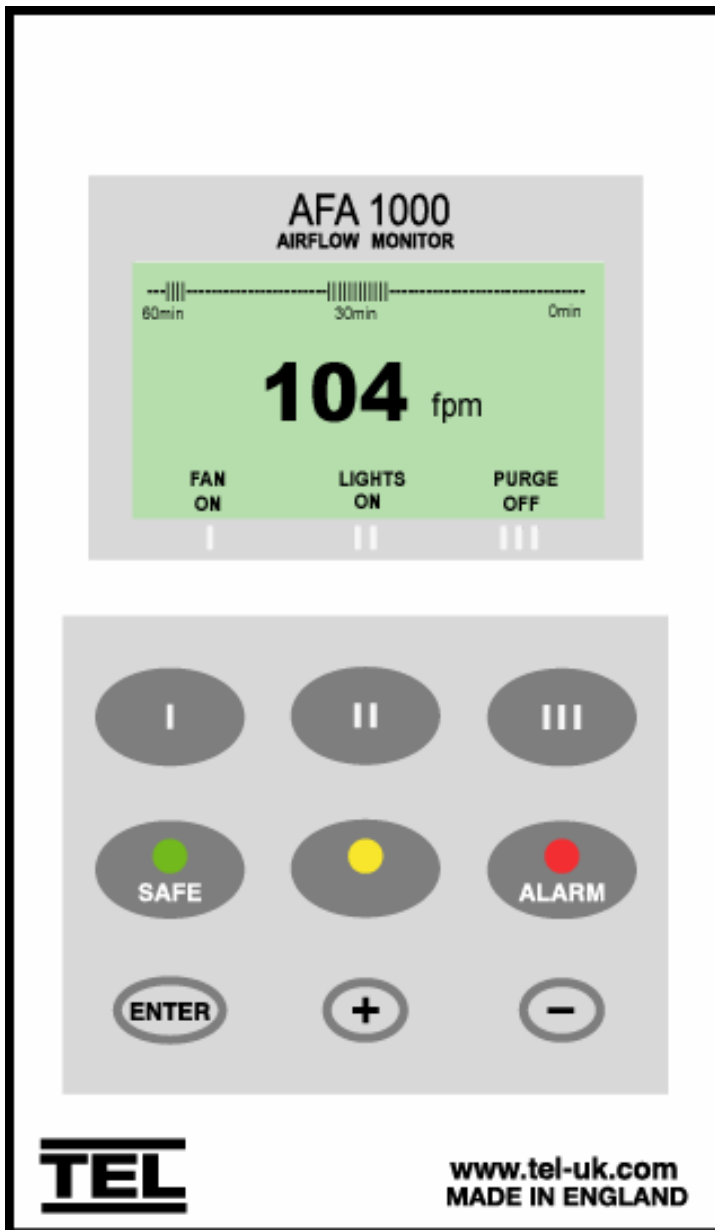 AFA 1000
AIRFLOW MONITOR
60min 30min 0min
104 fpm
FAN LIGHTS PURGE
ON ON OFF
I II III
I II III
SAFE ALARM
ENTER + −
TEL
www.tel-uk.com
MADE IN ENGLAND